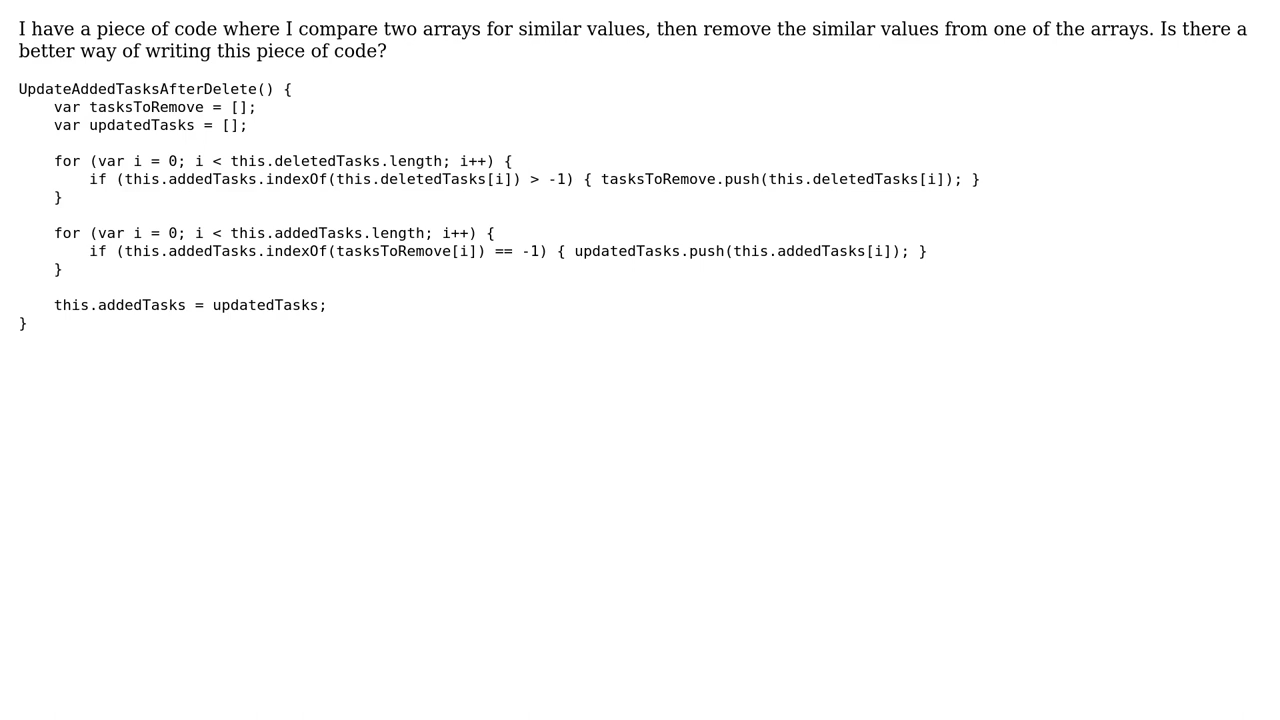 I have a piece of code where I compare two arrays for similar values, then remove the similar values from one of the arrays. Is there a
better way of writing this piece of code?
UpdateAddedTasksAfterDelete() {
    var tasksToRemove = [];
    var updatedTasks = [];

    for (var i = 0; i < this.deletedTasks.length; i++) {
        if (this.addedTasks.indexOf(this.deletedTasks[i]) > -1) { tasksToRemove.push(this.deletedTasks[i]); }
    }

    for (var i = 0; i < this.addedTasks.length; i++) {
        if (this.addedTasks.indexOf(tasksToRemove[i]) == -1) { updatedTasks.push(this.addedTasks[i]); }
    }

    this.addedTasks = updatedTasks;
}